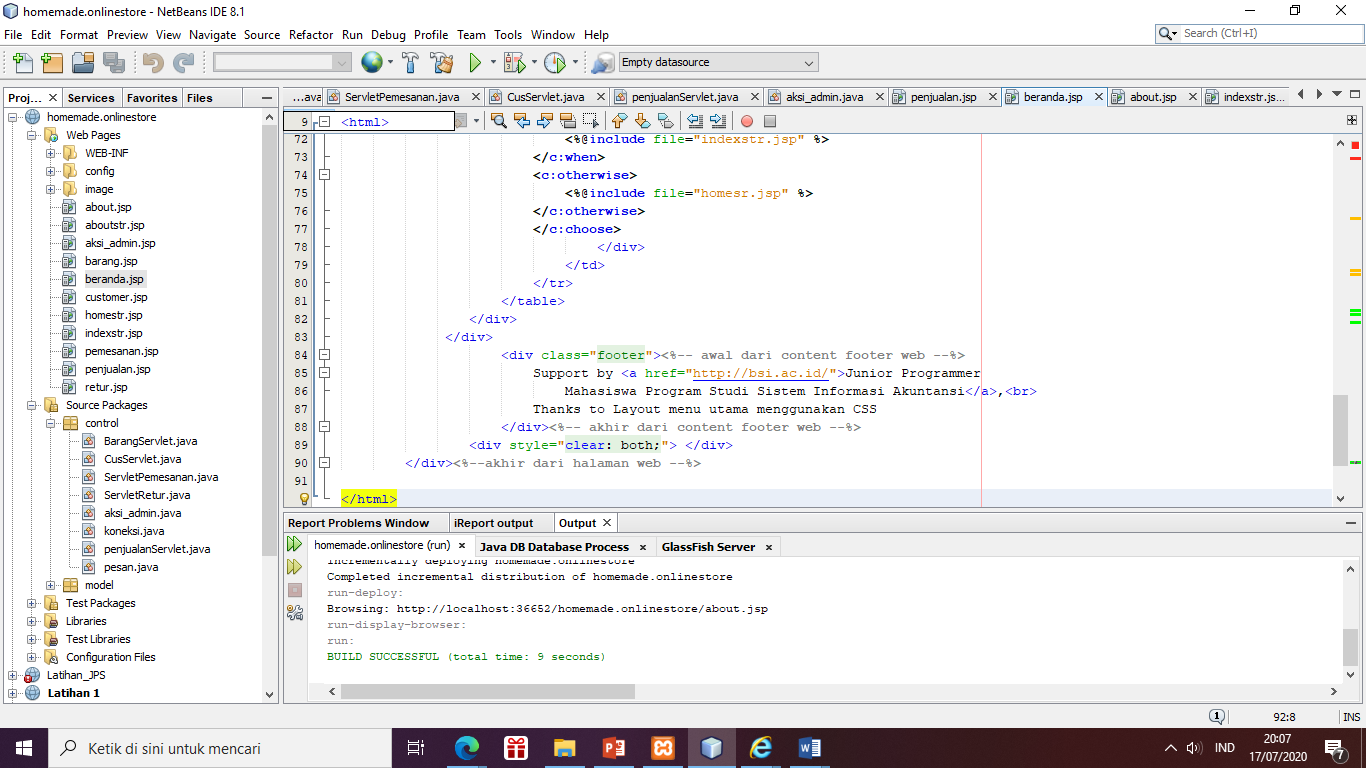 homemade.onlinestore - NetBeans IDE 8.1
File Edit Format Preview View Navigate Source Refactor Run Debug Profile Team Tools Window Help
Search (Ctrl+I)
Empty datasource
Proj... Services Favorites Files
...ava ServletPemesanan.java CusServlet.java penjualanServlet.java aksi_admin.java penjualan.jsp beranda.jsp about.jsp indexstr.js...
homemade.onlinestore
Web Pages
WEB-INF
config
image
about.jsp
aboutstr.jsp
aksi_admin.jsp
barang.jsp
beranda.jsp
customer.jsp
homestr.jsp
indexstr.jsp
pemesanan.jsp
penjualan.jsp
retur.jsp
Source Packages
control
BarangServlet.java
CusServlet.java
ServletPemesanan.java
ServletRetur.java
aksi_admin.java
koneksi.java
penjualanServlet.java
pesan.java
model
Test Packages
Libraries
Test Libraries
Configuration Files
Latihan_JPS
Latihan 1
9 <html>
72 <%@include file="indexstr.jsp" %>
73 </c:when>
74 <c:otherwise>
75 <%@include file="homesr.jsp" %>
76 </c:otherwise>
77 </c:choose>
78 </div>
79 </td>
80 </tr>
81 </table>
82 </div>
83 </div>
84 <div class="footer"><%-- awal dari content footer web --%>
85 Support by <a href="http://bsi.ac.id/">Junior Programmer
86 Mahasiswa Program Studi Sistem Informasi Akuntansi</a>,<br>
87 Thanks to Layout menu utama menggunakan CSS
88 </div><%-- akhir dari content footer web --%>
89 <div style="clear: both;"> </div>
90 </div><%--akhir dari halaman web --%>
91
</html>
Report Problems Window iReport output Output
homemade.onlinestore (run) Java DB Database Process GlassFish Server
Incrementally deploying homemade.onlinestore
Completed incremental distribution of homemade.onlinestore
run-deploy:
Browsing: http://localhost:36652/homemade.onlinestore/about.jsp
run-display-browser:
run:
BUILD SUCCESSFUL (total time: 9 seconds)
1 92:8 INS
Ketik di sini untuk mencari
IND
20:07
17/07/2020
7